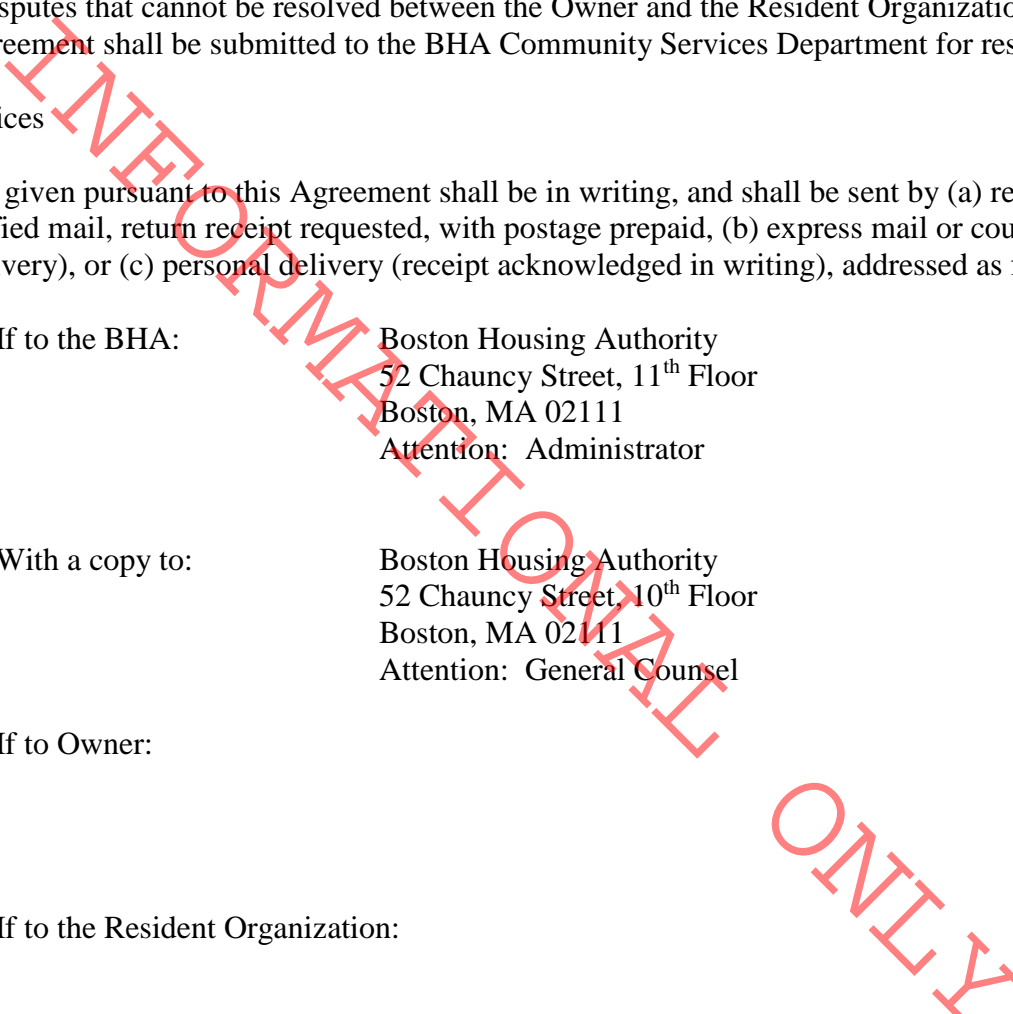 sputes that cannot be resolved between the Owner and the Resident Organizatio
reement shall be submitted to the BHA Community Services Department for res
ices
given pursuant to this Agreement shall be in writing, and shall be sent by (a) re
fied mail, return receipt requested, with postage prepaid, (b) express mail or cou
very), or (c) personal delivery (receipt acknowledged in writing), addressed as f
If to the BHA: Boston Housing Authority
52 Chauncy Street, 11th Floor
Boston, MA 02111
Attention: Administrator
With a copy to: Boston Housing Authority
52 Chauncy Street, 10th Floor
Boston, MA 02111
Attention: General Counsel
If to Owner:
If to the Resident Organization:
INFORMATIONAL ONLY